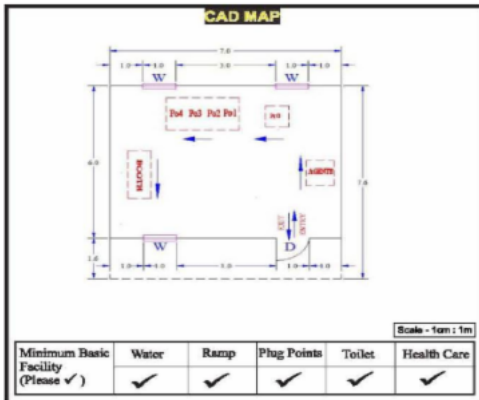 CAD MAP
7.0
1.0 1.0 3.0 1.0 1.0
W W
Po4 Po3 Po2 Po1
6.0
BOOTH
AGENTS
7.0
EXIT
ENTRY
W D
1.0
1.0 1.0 3.0 1.0 1.0
Scale - 1cm : 1m
Minimum Basic Facility (Please ✓) Water Ramp Plug Points Toilet Health Care
✓ ✓ ✓ ✓ ✓